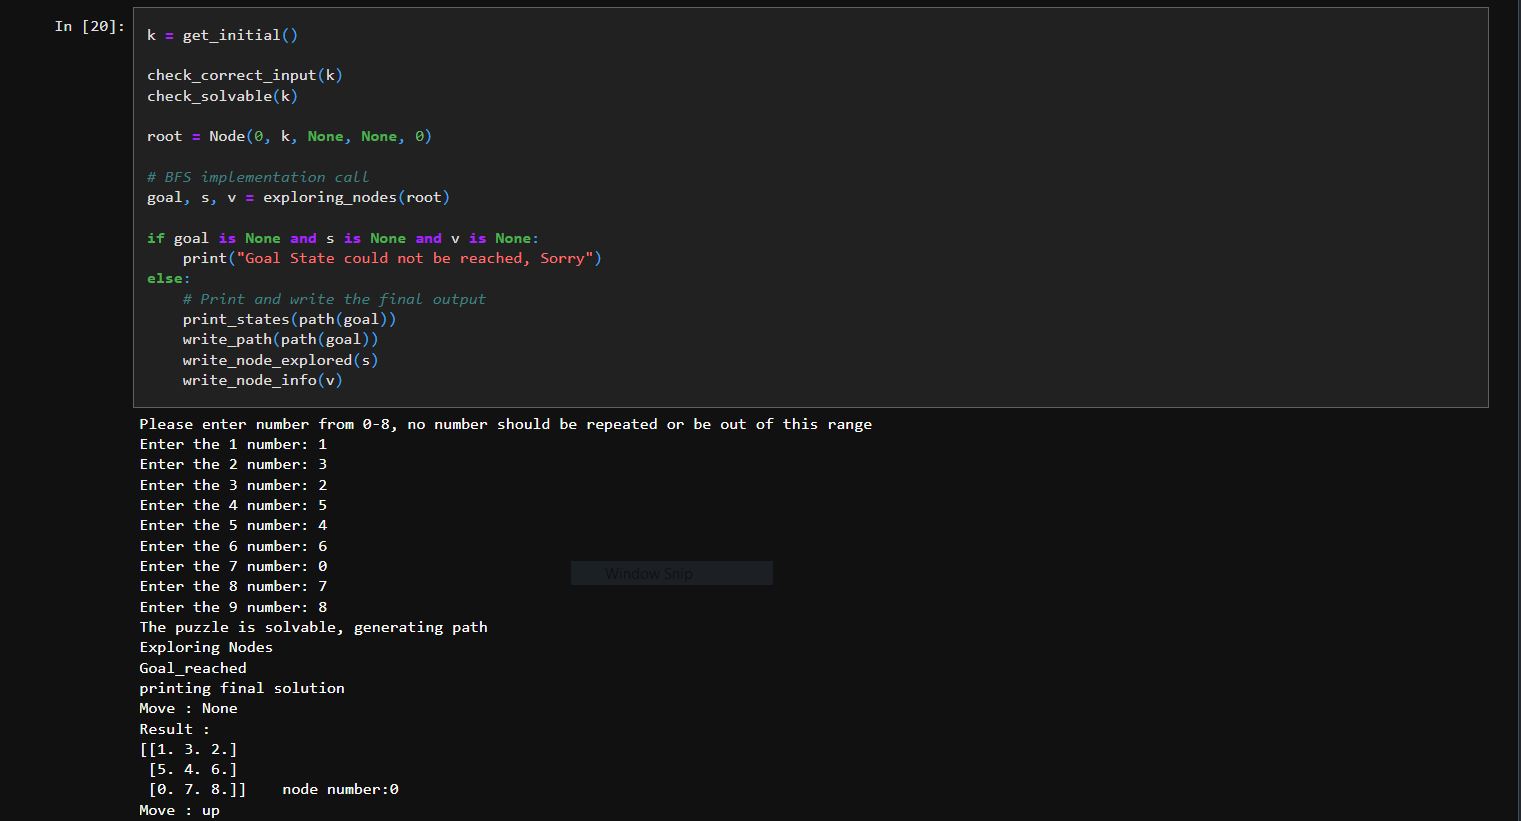 In [20]:
k = get_initial()
check_correct_input(k)
check_solvable(k)
root = Node(0, k, None, None, 0)
# BFS implementation call
goal, s, v = exploring_nodes(root)
if goal is None and s is None and v is None:
    print("Goal State could not be reached, Sorry")
else:
    # Print and write the final output
    print_states(path(goal))
    write_path(path(goal))
    write_node_explored(s)
    write_node_info(v)
Please enter number from 0-8, no number should be repeated or be out of this range
Enter the 1 number: 1
Enter the 2 number: 3
Enter the 3 number: 2
Enter the 4 number: 5
Enter the 5 number: 4
Enter the 6 number: 6
Enter the 7 number: 0
Enter the 8 number: 7
Enter the 9 number: 8
Window Snip
The puzzle is solvable, generating path
Exploring Nodes
Goal_reached
printing final solution
Move : None
Result :
[[1. 3. 2.]
 [5. 4. 6.]
 [0. 7. 8.]]    node number:0
Move : up